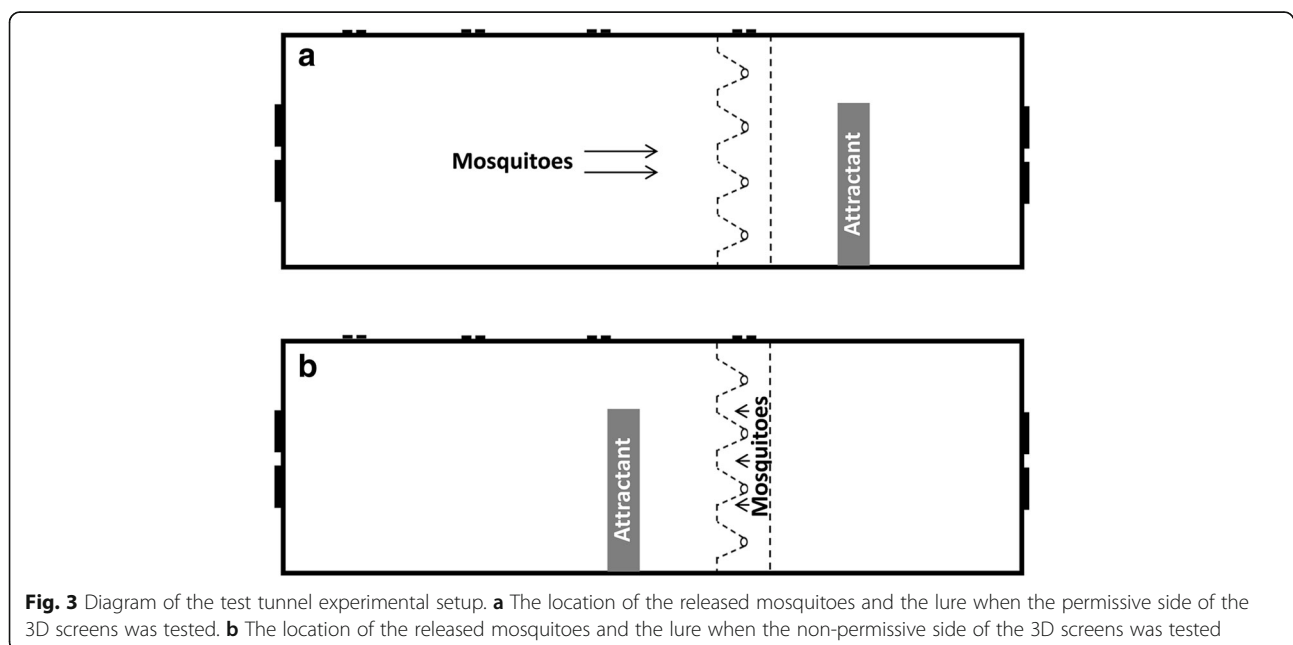 a
Mosquitoes
Attractant
b
Attractant
Mosquitoes
Fig. 3 Diagram of the test tunnel experimental setup. a The location of the released mosquitoes and the lure when the permissive side of the
3D screens was tested. b The location of the released mosquitoes and the lure when the non-permissive side of the 3D screens was tested